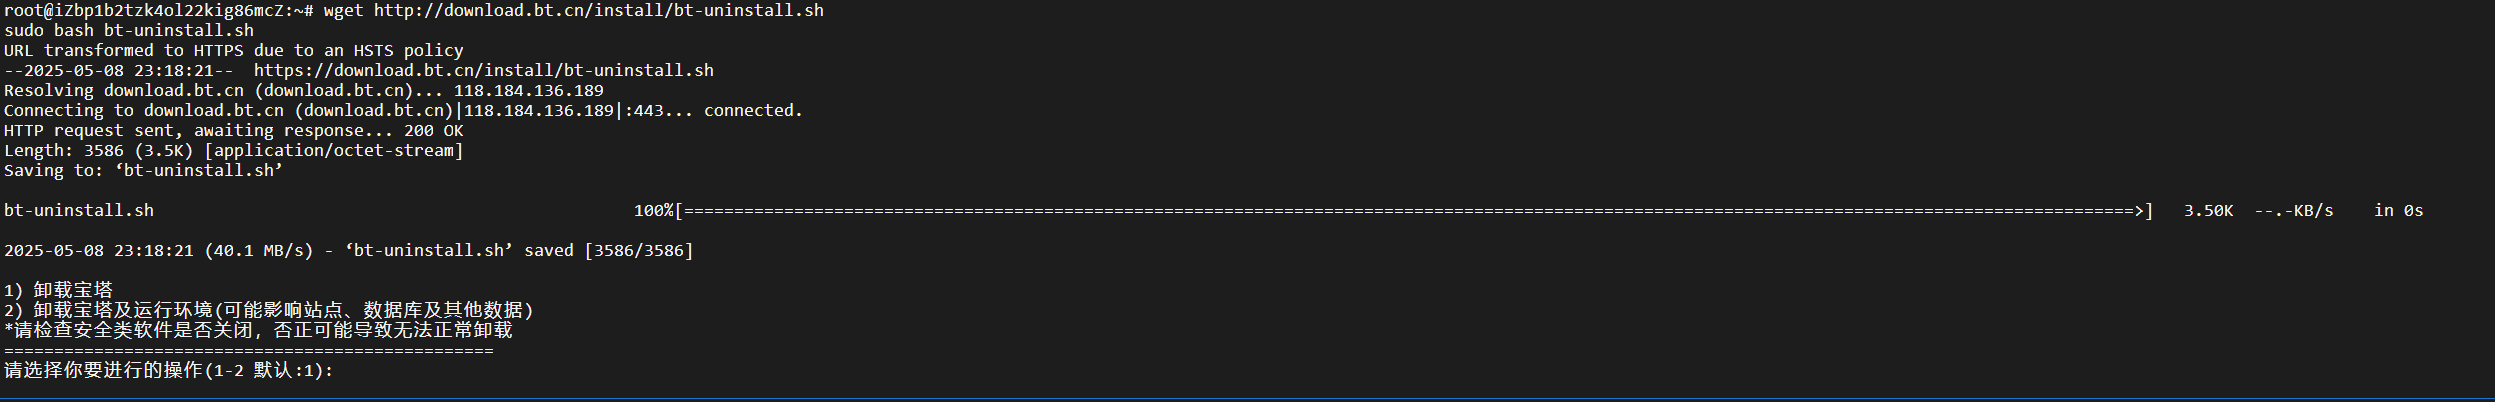 root@iZbp1b2tzk4ol22kig86mcZ:~# wget http://download.bt.cn/install/bt-uninstall.sh
sudo bash bt-uninstall.sh
URL transformed to HTTPS due to an HSTS policy
--2025-05-08 23:18:21--  https://download.bt.cn/install/bt-uninstall.sh
Resolving download.bt.cn (download.bt.cn)... 118.184.136.189
Connecting to download.bt.cn (download.bt.cn)|118.184.136.189|:443... connected.
HTTP request sent, awaiting response... 200 OK
Length: 3586 (3.5K) [application/octet-stream]
Saving to: ‘bt-uninstall.sh’
bt-uninstall.sh 100%[=================================================================================================================================================>] 3.50K --.-KB/s in 0s
2025-05-08 23:18:21 (40.1 MB/s) - ‘bt-uninstall.sh’ saved [3586/3586]
1) 卸载宝塔
2) 卸载宝塔及运行环境(可能影响站点、数据库及其他数据)
*请检查安全类软件是否关闭，否正可能导致无法正常卸载
=================================================
请选择你要进行的操作(1-2 默认:1):